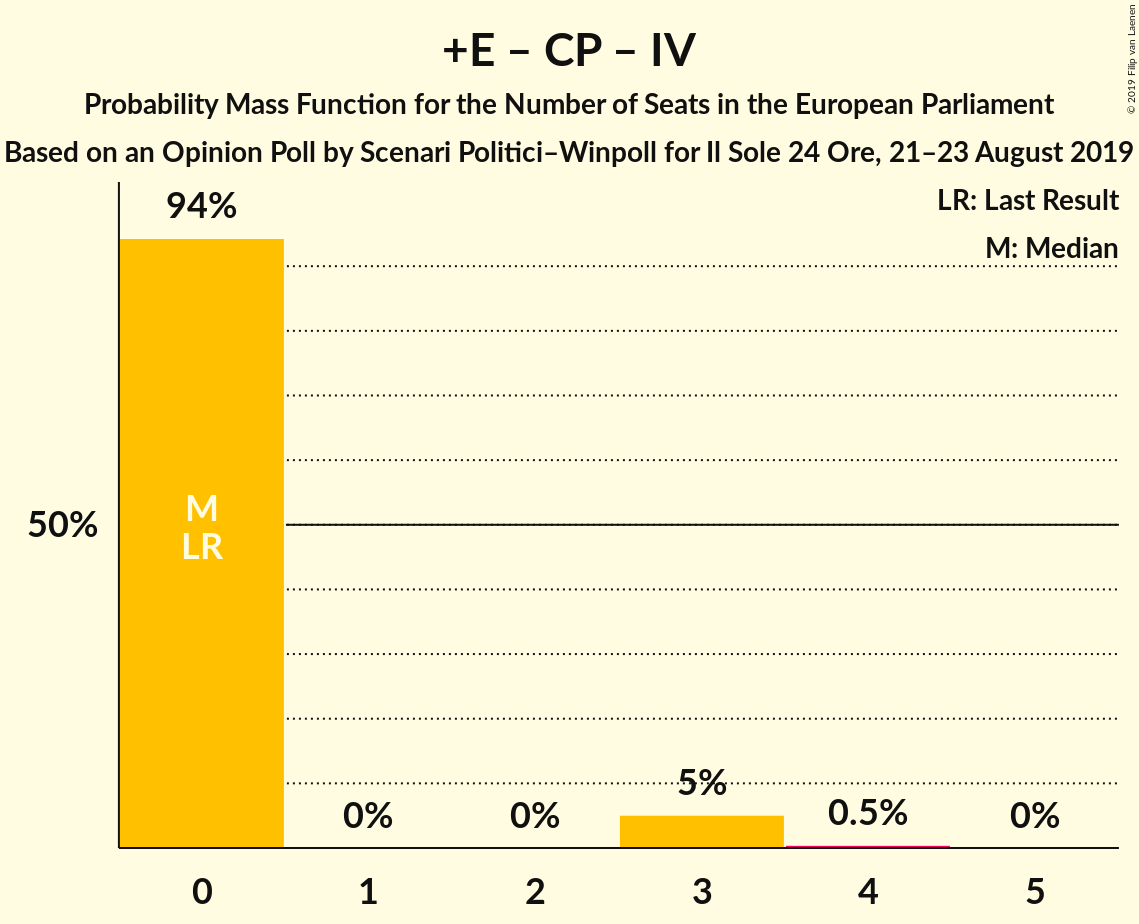 +E – CP – IV
Probability Mass Function for the Number of Seats in the European Parliament
Based on an Opinion Poll by Scenari Politici–Winpoll for Il Sole 24 Ore, 21–23 August 2019
© 2019 Filip van Laenen
LR: Last Result
M: Median
94%
50%
M
LR
0%
0%
5%
0.5%
0%
0
1
2
3
4
5